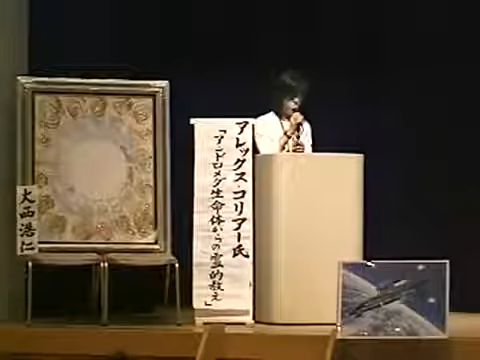 アレックス・コリアー氏
「アンドロメダ生命体からの霊的教え」
大西浩仁